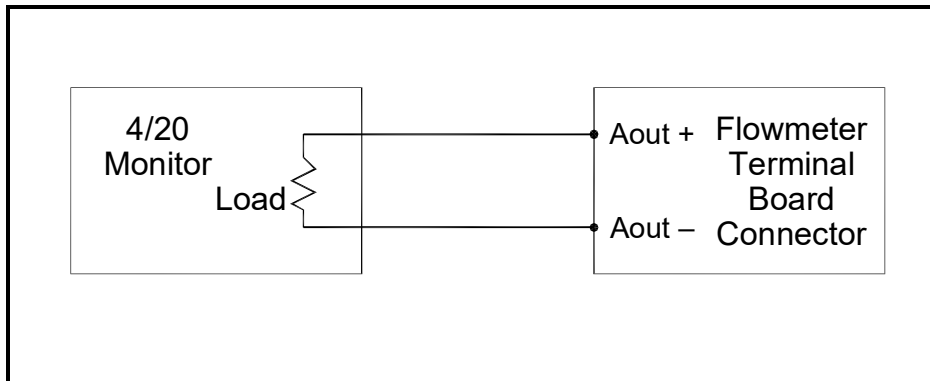 4/20
Monitor
Load
Aout +
Aout –
Flowmeter
Terminal
Board
Connector